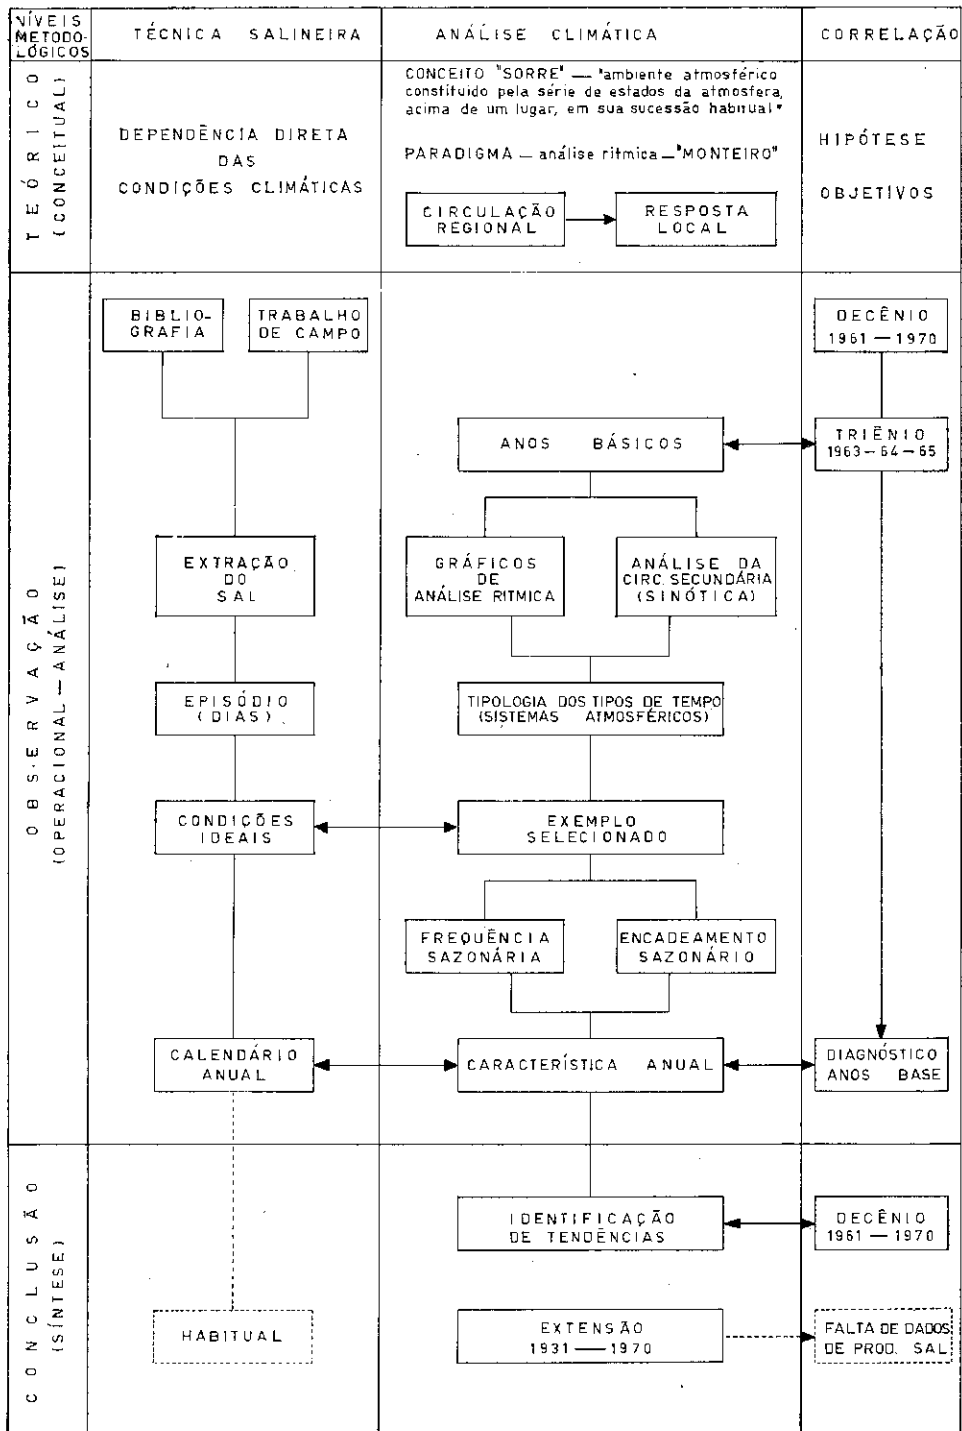 NÍVEIS
METODO-
LÓGICOS
TÉCNICA SALINEIRA
ANÁLISE CLIMÁTICA
CORRELAÇÃO
TEÓRICO
(CONCEITUAL)
DEPENDÊNCIA DIRETA
DAS
CONDIÇÕES CLIMÁTICAS
CONCEITO "SORRE" — "ambiente atmosférico
constituido pela série de estados da atmosfera,
acima de um lugar, em sua sucessão habitual"
PARADIGMA — análise ritmica — "MONTEIRO"
CIRCULAÇÃO
REGIONAL
RESPOSTA
LOCAL
HIPÓTESE
OBJETIVOS
OBSERVAÇÃO
(OPERACIONAL — ANÁLISE)
BIBLIO-
GRAFIA
TRABALHO
DE CAMPO
DECÊNIO
1961 — 1970
ANOS BÁSICOS
TRIÊNIO
1963 - 64 - 65
EXTRAÇÃO
DO
SAL
GRÁFICOS
DE
ANÁLISE RITMICA
ANÁLISE DA
CIRC. SECUNDÁRIA
(SINÓTICA)
EPISÓDIO
(DIAS)
TIPOLOGIA DOS TIPOS DE TEMPO
(SISTEMAS ATMOSFÉRICOS)
CONDIÇÕES
IDEAIS
EXEMPLO
SELECIONADO
FREQUÊNCIA
SAZONÁRIA
ENCADEAMENTO
SAZONÁRIO
CALENDÁRIO
ANUAL
CARACTERÍSTICA ANUAL
DIAGNÓSTICO
ANOS BASE
CONCLUSÃO
(SÍNTESE)
IDENTIFICAÇÃO
DE TENDÊNCIAS
DECÊNIO
1961 — 1970
HABITUAL
EXTENSÃO
1931 — 1970
FALTA DE DADOS
DE PROD. SAL